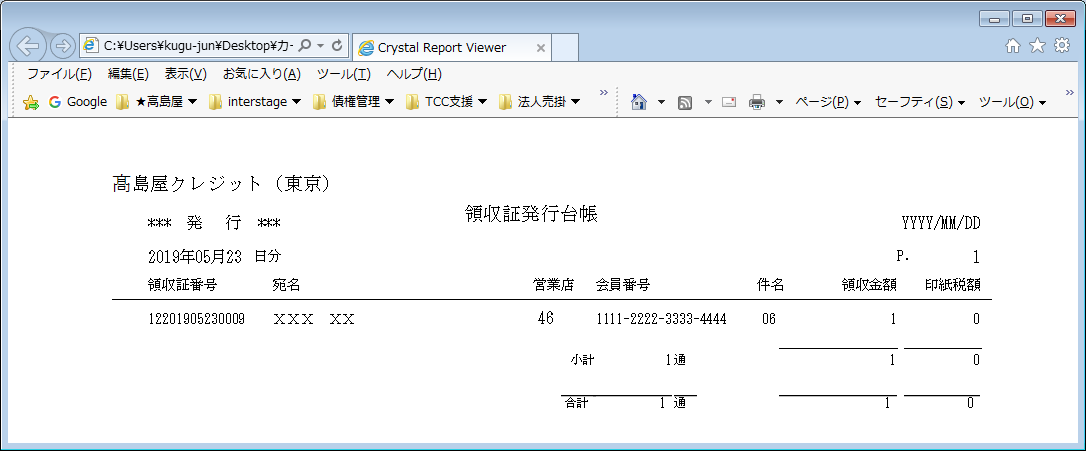 C:¥Users¥kugu-jun¥Desktop¥カ-
Crystal Report Viewer
ファイル(F) 編集(E) 表示(V) お気に入り(A) ツール(T) ヘルプ(H)
Google ★高島屋 interstage 債権管理 TCC支援 法人売掛 » ページ(P) セーフティ(S) ツール(O) »
高島屋クレジット（東京）
領収証発行台帳
*** 発 行 *** YYYY/MM/DD
2019年05月23 日分 P. 1
領収証番号 宛名 営業店 会員番号 件名 領収金額 印紙税額
12201905230009 ＸＸＸ ＸＸ 46 1111-2222-3333-4444 06 1 0
小計 1 通 1 0
合計 1 通 1 0